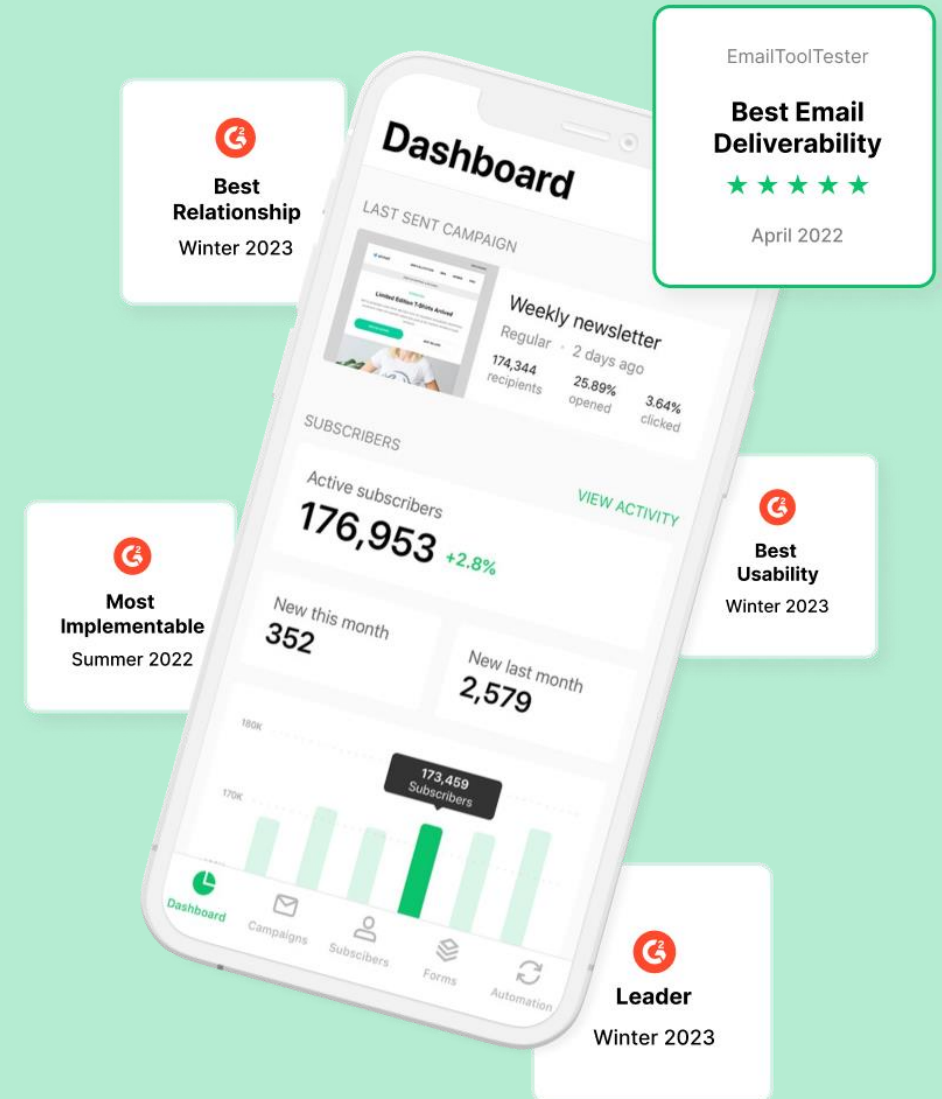 EmailToolTester
Best Email
Deliverability
April 2022
Best
Relationship
Winter 2023
Dashboard
LAST SENT CAMPAIGN
Limited Edition T-Shirts Arrived
Weekly newsletter
Regular · 2 days ago
174,344
recipients
25.89%
opened
3.64%
clicked
SUBSCRIBERS
VIEW ACTIVITY
Active subscribers
176,953 +2.8%
New this month
352
New last month
2,579
180K
173,459
Subscribers
170K
Dashboard
Campaigns
Subscibers
Forms
Automation
Most
Implementable
Summer 2022
Best
Usability
Winter 2023
Leader
Winter 2023